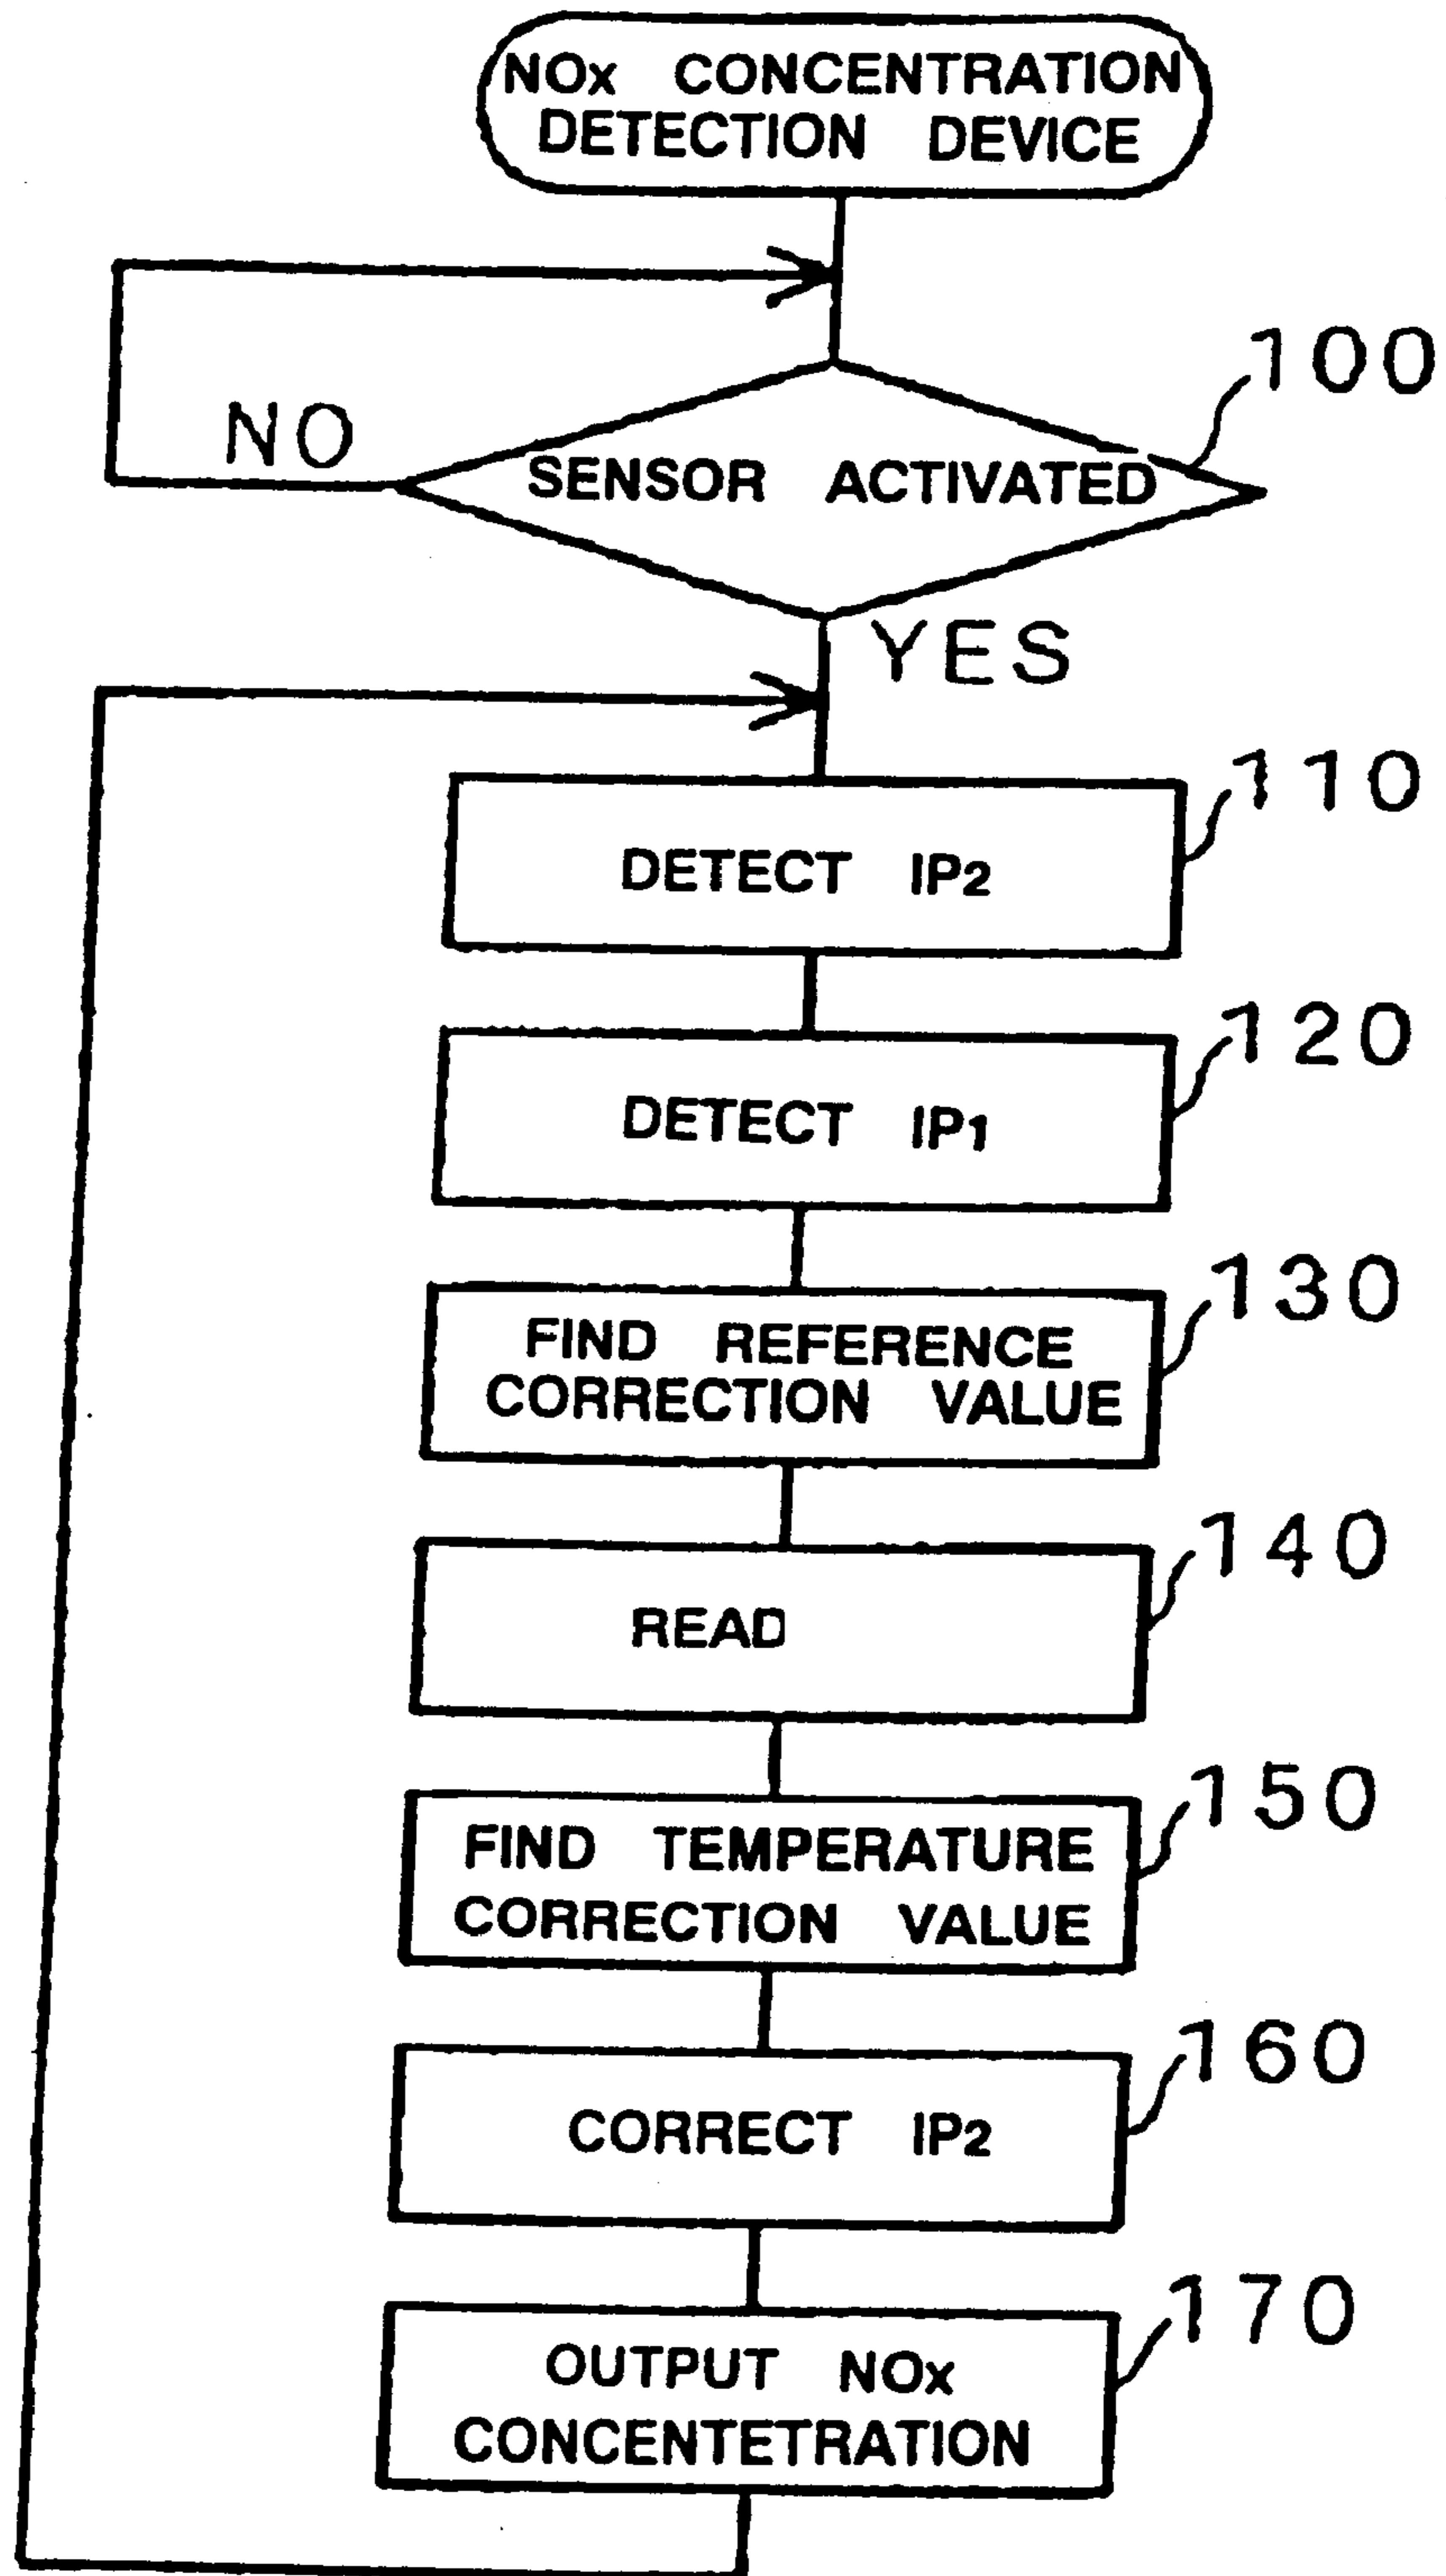 NOx CONCENTRATION
DETECTION DEVICE
100
NO
SENSOR ACTIVATED
YES
110
DETECT IP2
120
DETECT IP1
130
FIND REFERENCE
CORRECTION VALUE
140
READ
150
FIND TEMPERATURE
CORRECTION VALUE
160
CORRECT IP2
170
OUTPUT NOx
CONCENTETRATION